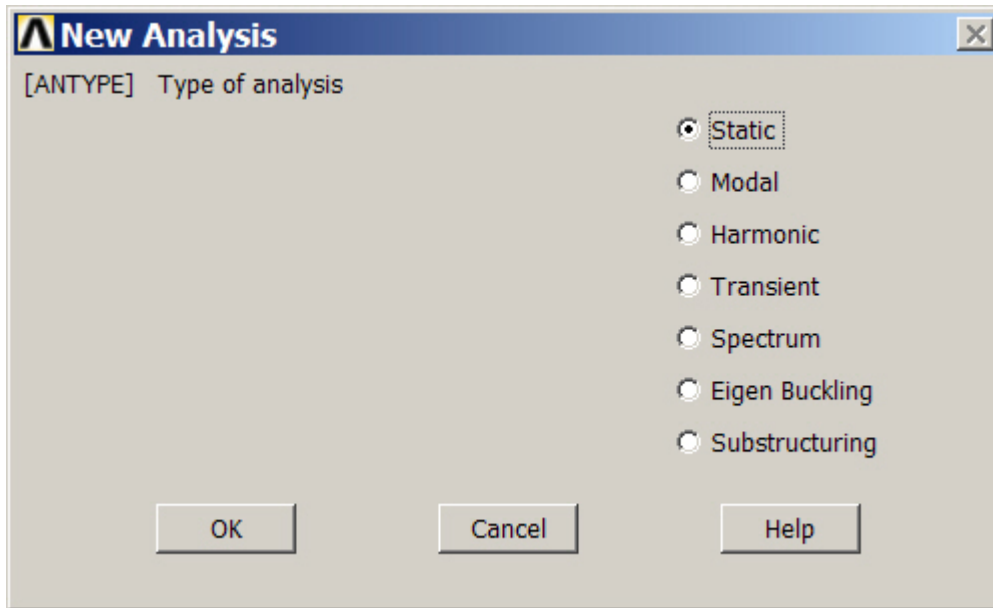 New Analysis
[ANTYPE] Type of analysis
Static
Modal
Harmonic
Transient
Spectrum
Eigen Buckling
Substructuring
OK Cancel Help